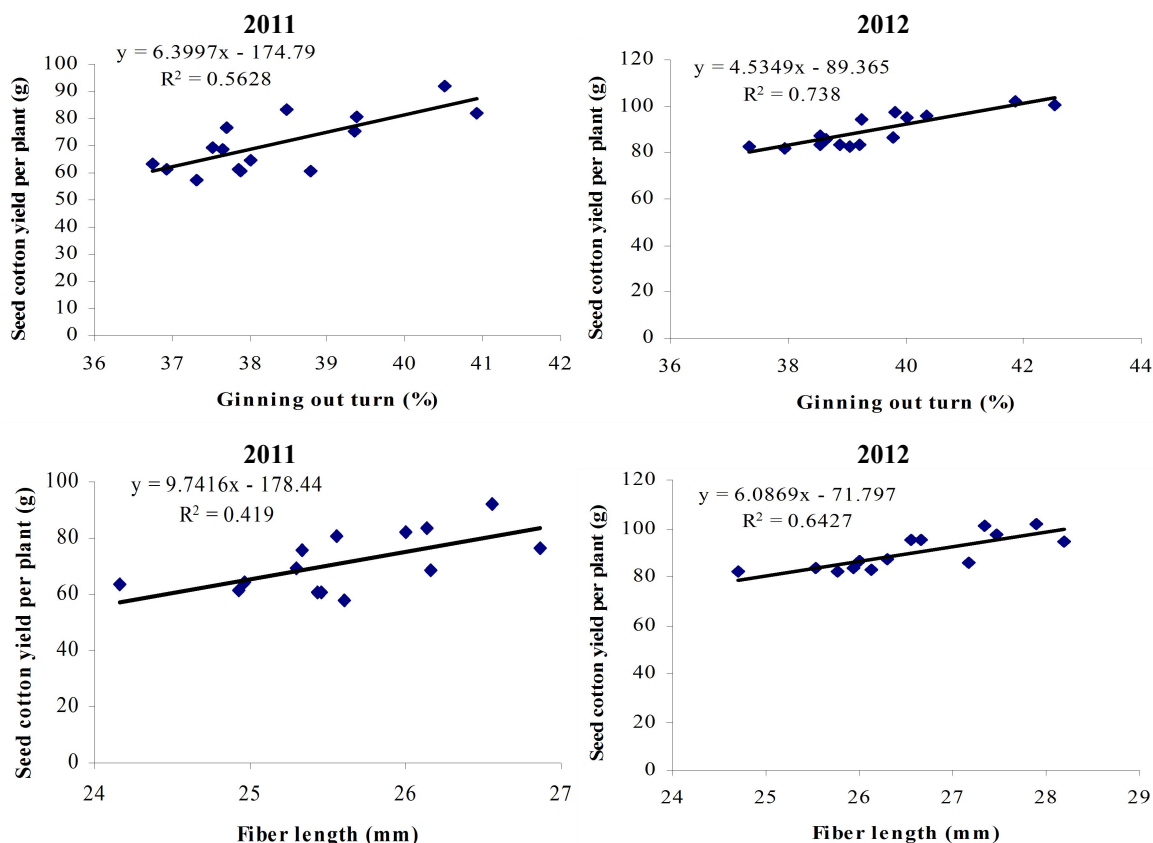 2011
y = 6.3997x - 174.79
R² = 0.5628
Seed cotton yield per plant (g)
100
90
80
70
60
50
40
30
20
10
0
36 37 38 39 40 41 42
Ginning out turn (%)
2012
y = 4.5349x - 89.365
R² = 0.738
Seed cotton yield per plant (g)
120
100
80
60
40
20
0
36 38 40 42 44
Ginning out turn (%)
2011
y = 9.7416x - 178.44
R² = 0.419
Seed cotton yield per plant (g)
100
80
60
40
20
0
24 25 26 27
Fiber length (mm)
2012
y = 6.0869x - 71.797
R² = 0.6427
Seed cotton yield per plant (g)
120
100
80
60
40
20
0
24 25 26 27 28 29
Fiber length (mm)